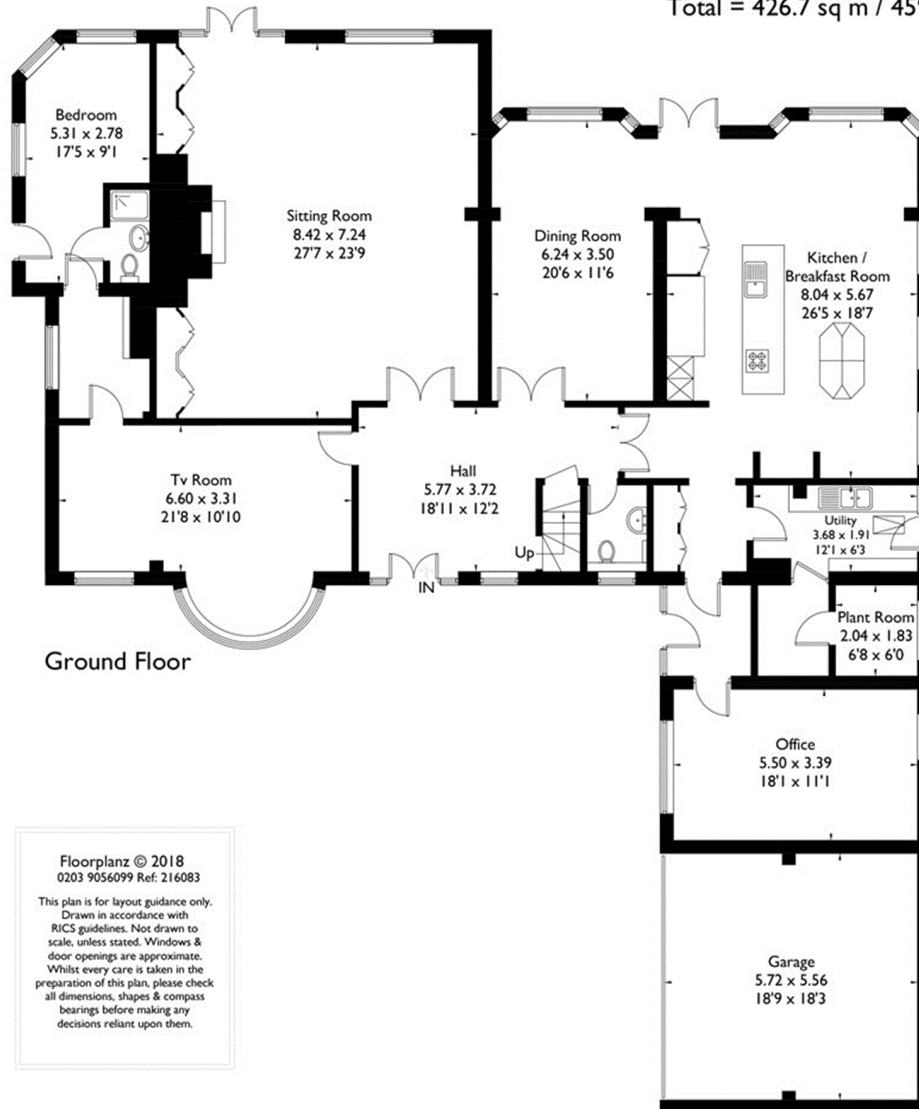 Total = 426.7 sq m / 45
Bedroom
5.31 x 2.78
17'5 x 9'1
Sitting Room
8.42 x 7.24
27'7 x 23'9
Dining Room
6.24 x 3.50
20'6 x 11'6
Kitchen /
Breakfast Room
8.04 x 5.67
26'5 x 18'7
Tv Room
6.60 x 3.31
21'8 x 10'10
Hall
5.77 x 3.72
18'11 x 12'2
Up
IN
Utility
3.68 x 1.91
12'1 x 6'3
Plant Room
2.04 x 1.83
6'8 x 6'0
Ground Floor
Office
5.50 x 3.39
18'1 x 11'1
Garage
5.72 x 5.56
18'9 x 18'3
Floorplanz © 2018
0203 9056099 Ref: 216083
This plan is for layout guidance only.
Drawn in accordance with
RICS guidelines. Not drawn to
scale, unless stated. Windows &
door openings are approximate.
Whilst every care is taken in the
preparation of this plan, please check
all dimensions, shapes & compass
bearings before making any
decisions reliant upon them.